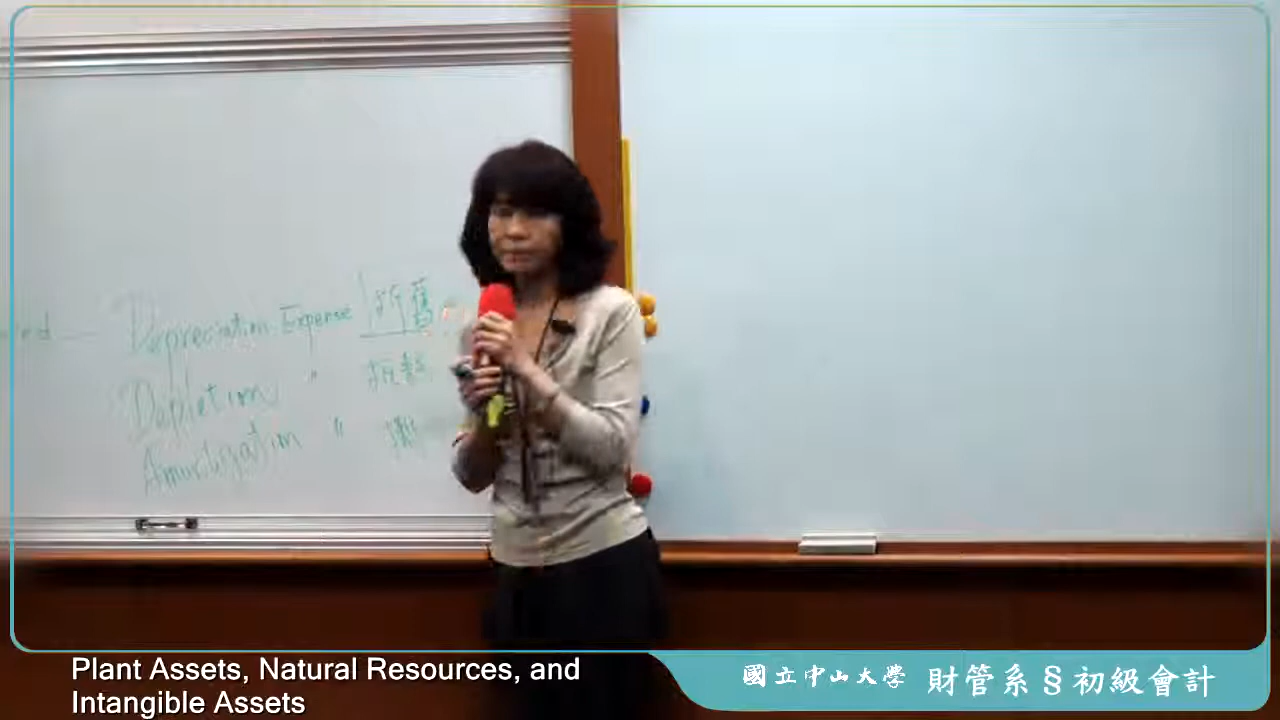 Depreciation Expense 折舊
Depletion 〃 折耗
Amortization 〃 攤
Plant Assets, Natural Resources, and
Intangible Assets
國立中山大學 財管系§初級會計